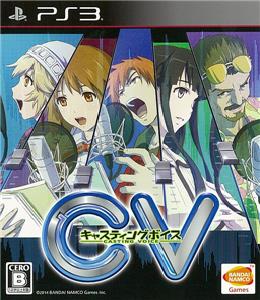 PS3
キャスティングボイス
CASTING VOICE
CV
CERO
B
©2014 BANDAI NAMCO Games Inc.
BANDAI
NAMCO
Games